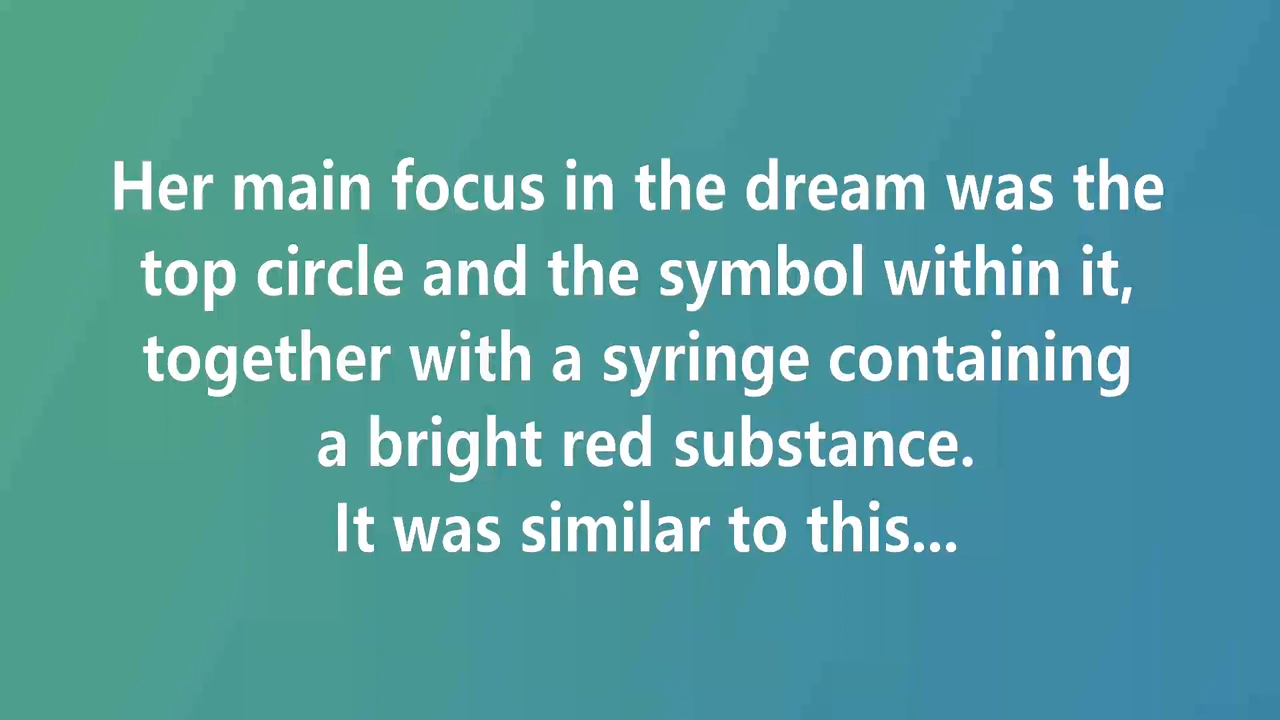 Her main focus in the dream was the
top circle and the symbol within it,
together with a syringe containing
a bright red substance.
It was similar to this...